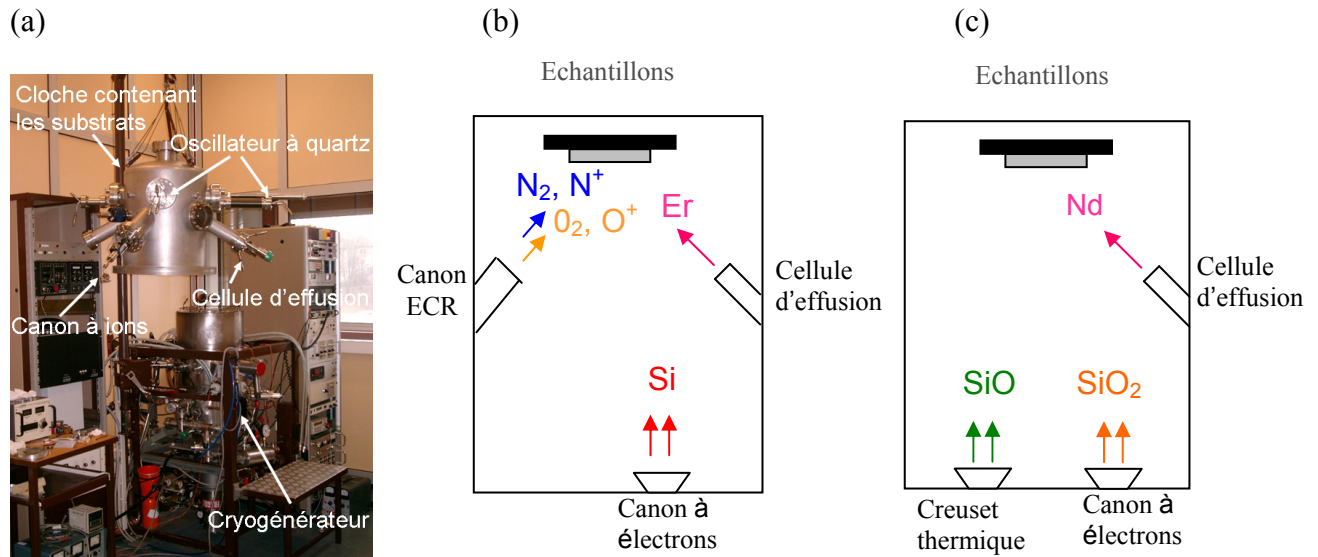 (a)
Cloche contenant
les substrats
Oscillateur à quartz
Cellule d'effusion
Canon à ions
Cryogénérateur
(b)
Echantillons
N2, N+
02, O+
Er
Canon
ECR
Cellule
d'effusion
Si
Canon à
électrons
(c)
Echantillons
Nd
Cellule
d'effusion
SiO
SiO2
Creuset
thermique
Canon à
électrons